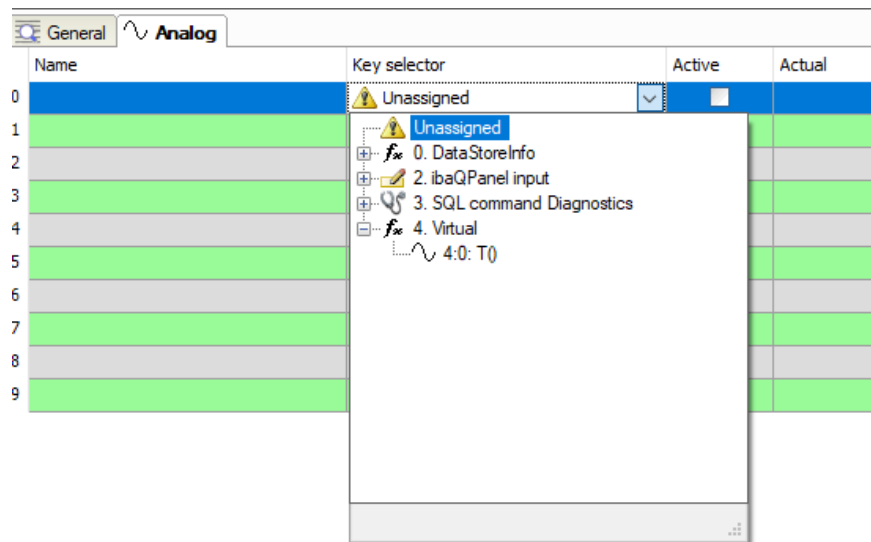 General Analog
Name Key selector Active Actual
0 Unassigned
1 Unassigned
0. DataStoreInfo
2 2. ibaQPanel input
3 3. SQL command Diagnostics
4 fx 4. Virtual
5 4:0: T()
6
7
8
9